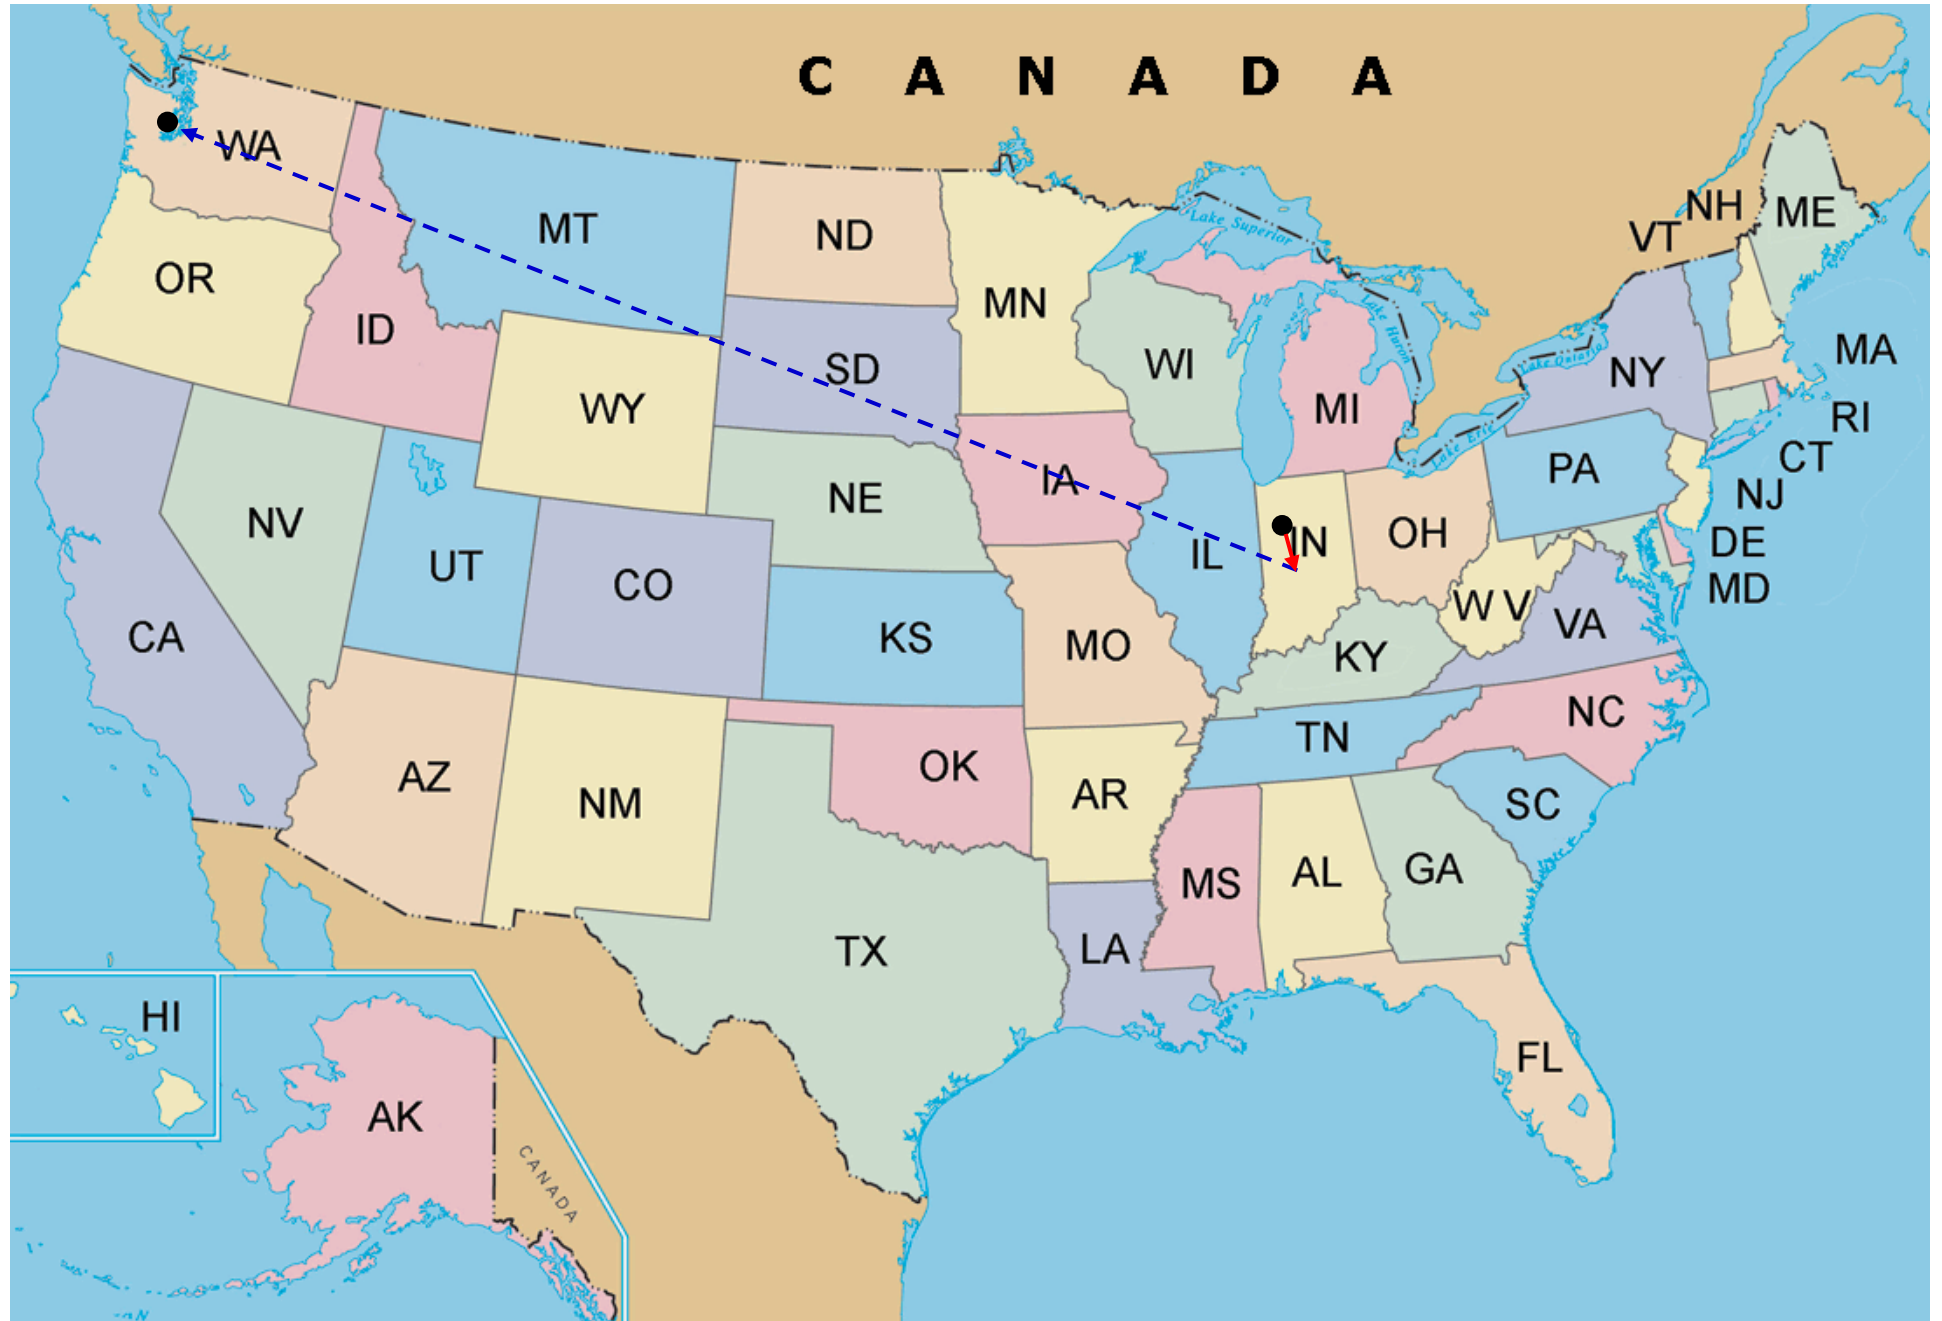 C A N A D A
WA
MT
ND
MN
Lake Superior
VT
NH
ME
OR
ID
SD
WI
Lake Huron
MI
Lake Ontario
NY
MA
WY
IA
Lake Erie
PA
RI
CT
NJ
NV
NE
IL
IN
OH
DE
MD
UT
CO
KS
MO
W V
VA
KY
CA
AZ
NM
OK
AR
TN
NC
SC
MS
AL
GA
TX
LA
HI
FL
AK
CANADA